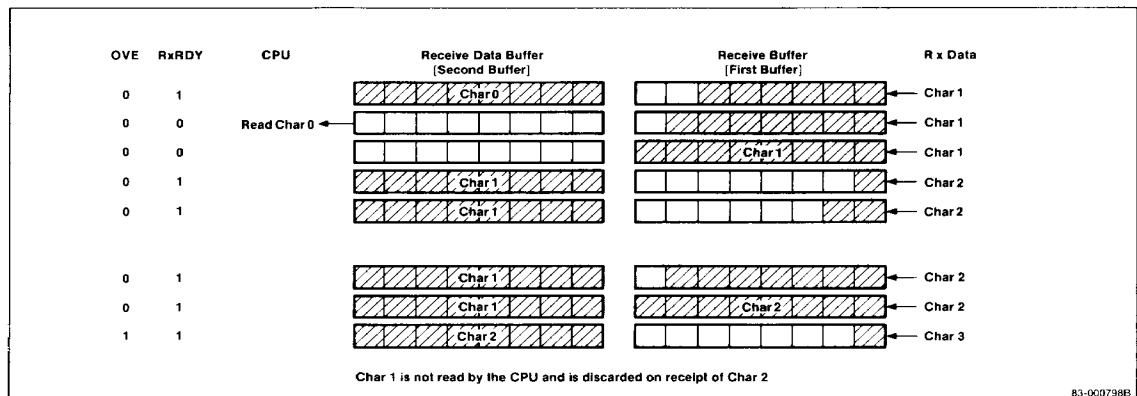 OVE RxRDY CPU Receive Data Buffer Receive Buffer R x Data
[Second Buffer] [First Buffer]
0 1 Char 0 Char 1
0 0 Read Char 0 Char 1
0 0 Char 1 Char 1
0 1 Char 1 Char 2
0 1 Char 1 Char 2
0 1 Char 1 Char 2
0 1 Char 1 Char 2 Char 2
1 1 Char 2 Char 3
Char 1 is not read by the CPU and is discarded on receipt of Char 2
83-000798B